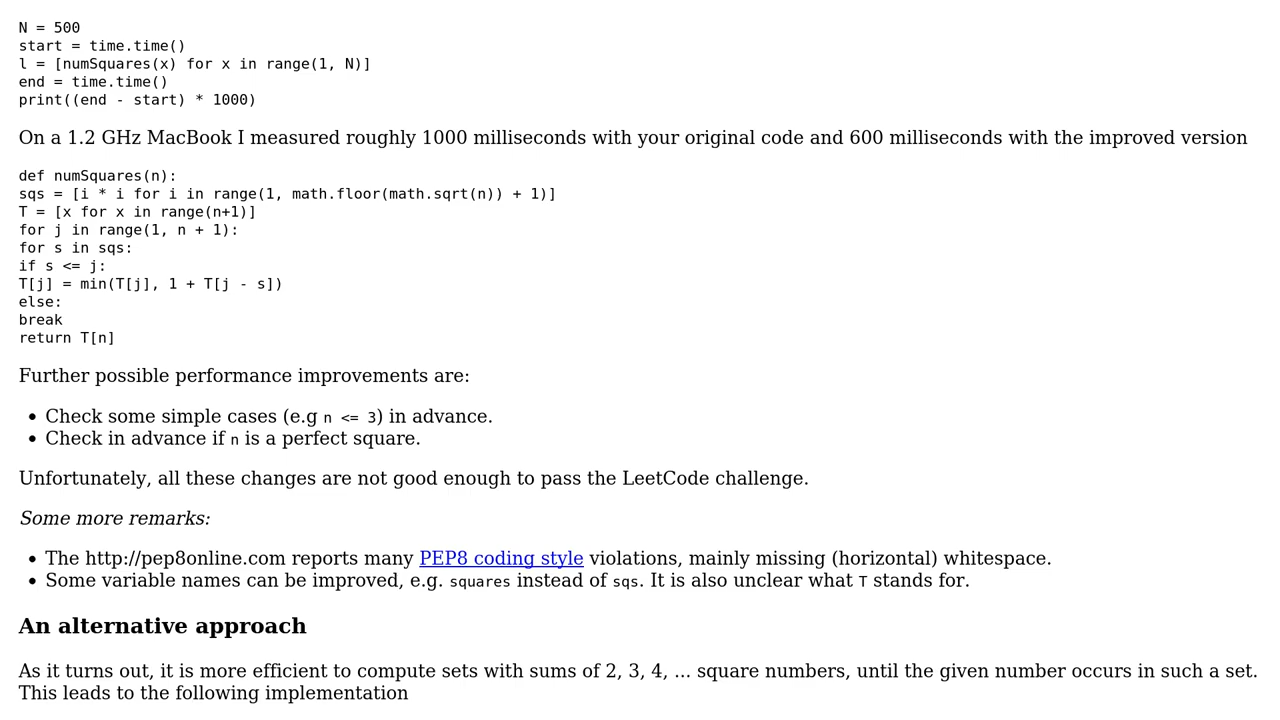 N = 500
start = time.time()
l = [numSquares(x) for x in range(1, N)]
end = time.time()
print((end - start) * 1000)
On a 1.2 GHz MacBook I measured roughly 1000 milliseconds with your original code and 600 milliseconds with the improved version
def numSquares(n):
sqs = [i * i for i in range(1, math.floor(math.sqrt(n)) + 1)]
T = [x for x in range(n+1)]
for j in range(1, n + 1):
for s in sqs:
if s <= j:
T[j] = min(T[j], 1 + T[j - s])
else:
break
return T[n]
Further possible performance improvements are:
• Check some simple cases (e.g n <= 3) in advance.
• Check in advance if n is a perfect square.
Unfortunately, all these changes are not good enough to pass the LeetCode challenge.
Some more remarks:
• The http://pep8online.com reports many PEP8 coding style violations, mainly missing (horizontal) whitespace.
• Some variable names can be improved, e.g. squares instead of sqs. It is also unclear what T stands for.
An alternative approach
As it turns out, it is more efficient to compute sets with sums of 2, 3, 4, ... square numbers, until the given number occurs in such a set.
This leads to the following implementation